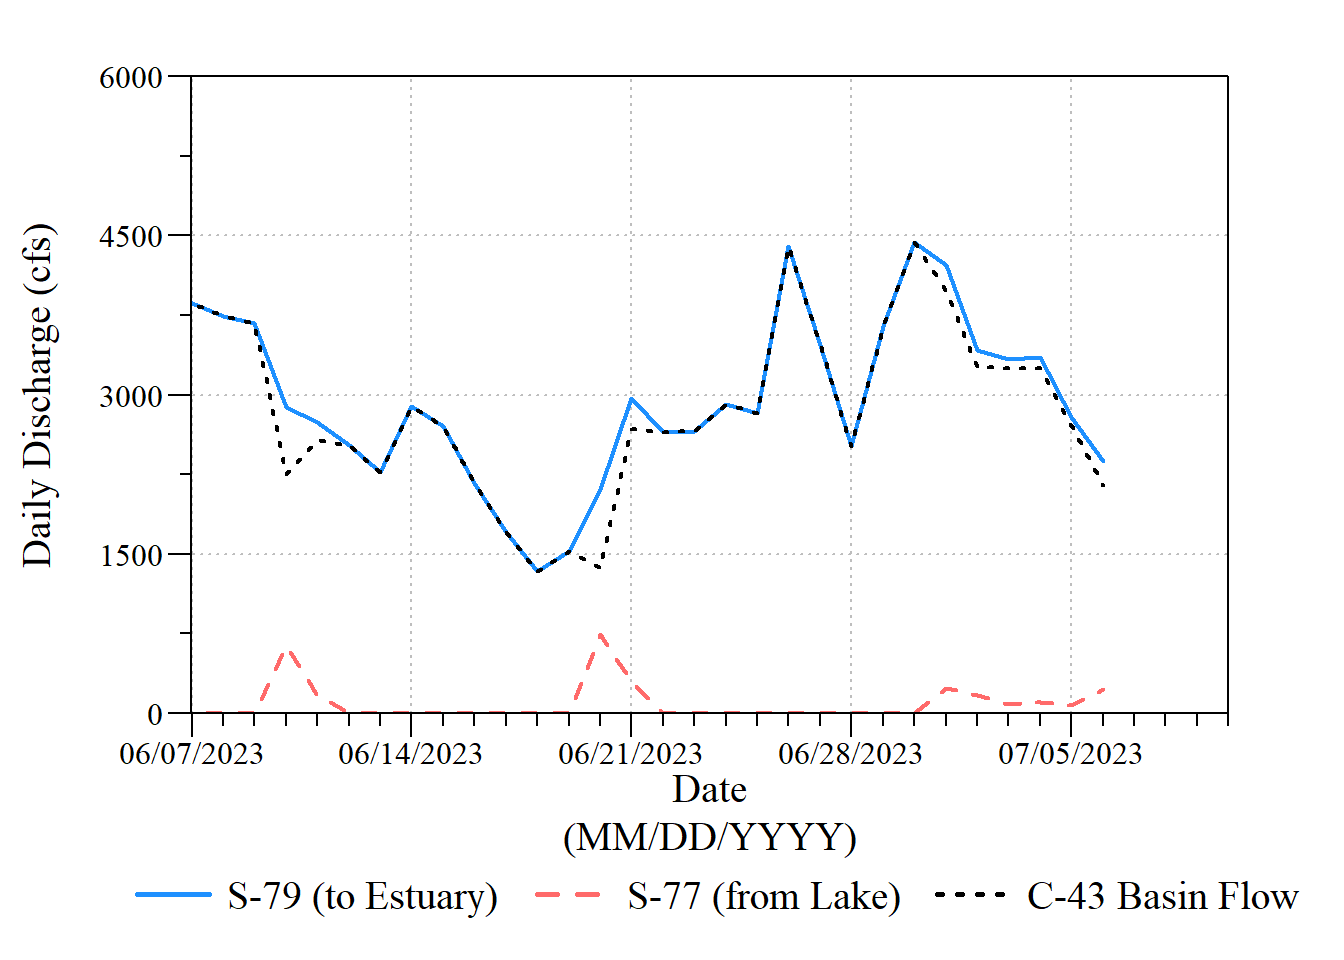 6000
4500
3000
1500
0
Daily Discharge (cfs)
06/07/2023 06/14/2023 06/21/2023 06/28/2023 07/05/2023
Date
(MM/DD/YYYY)
S-79 (to Estuary) S-77 (from Lake) C-43 Basin Flow